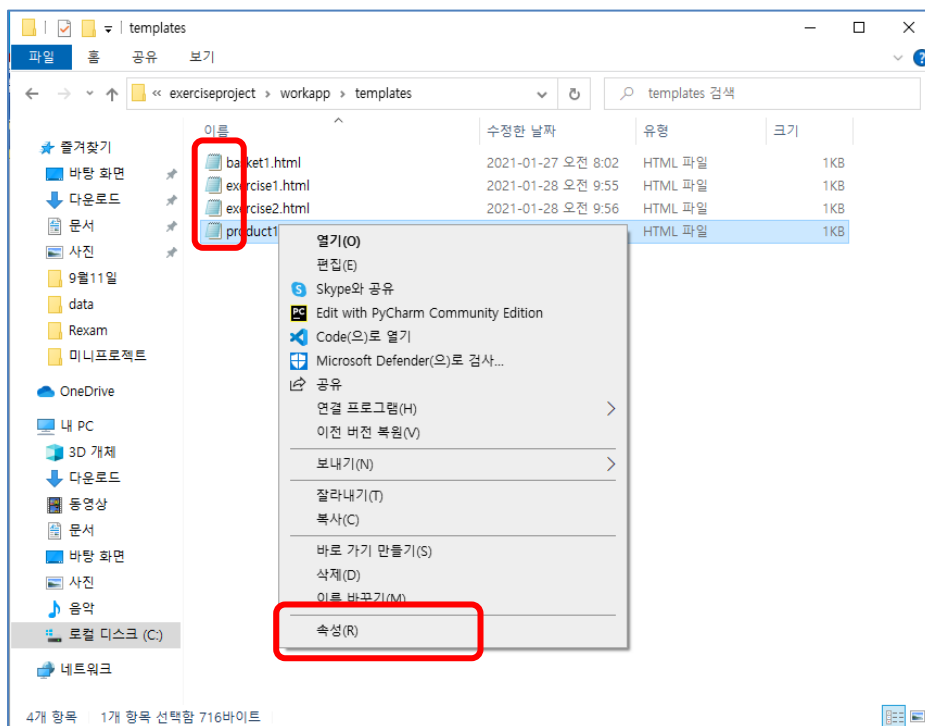 templates
파일 홈 공유 보기
« exerciseproject › workapp › templates
templates 검색
이름 수정한 날짜 유형 크기
basket1.html 2021-01-27 오전 8:02 HTML 파일 1KB
exercise1.html 2021-01-28 오전 9:55 HTML 파일 1KB
exercise2.html 2021-01-28 오전 9:56 HTML 파일 1KB
product1 HTML 파일 1KB
즐겨찾기
바탕 화면
다운로드
문서
사진
9월11일
data
Rexam
미니프로젝트
OneDrive
내 PC
3D 개체
다운로드
동영상
문서
바탕 화면
사진
음악
로컬 디스크 (C:)
네트워크
열기(O)
편집(E)
Skype와 공유
Edit with PyCharm Community Edition
Code(으)로 열기
Microsoft Defender(으)로 검사...
공유
연결 프로그램(H)
이전 버전 복원(V)
보내기(N)
잘라내기(T)
복사(C)
바로 가기 만들기(S)
삭제(D)
이름 바꾸기(M)
속성(R)
4개 항목 1개 항목 선택함 716바이트